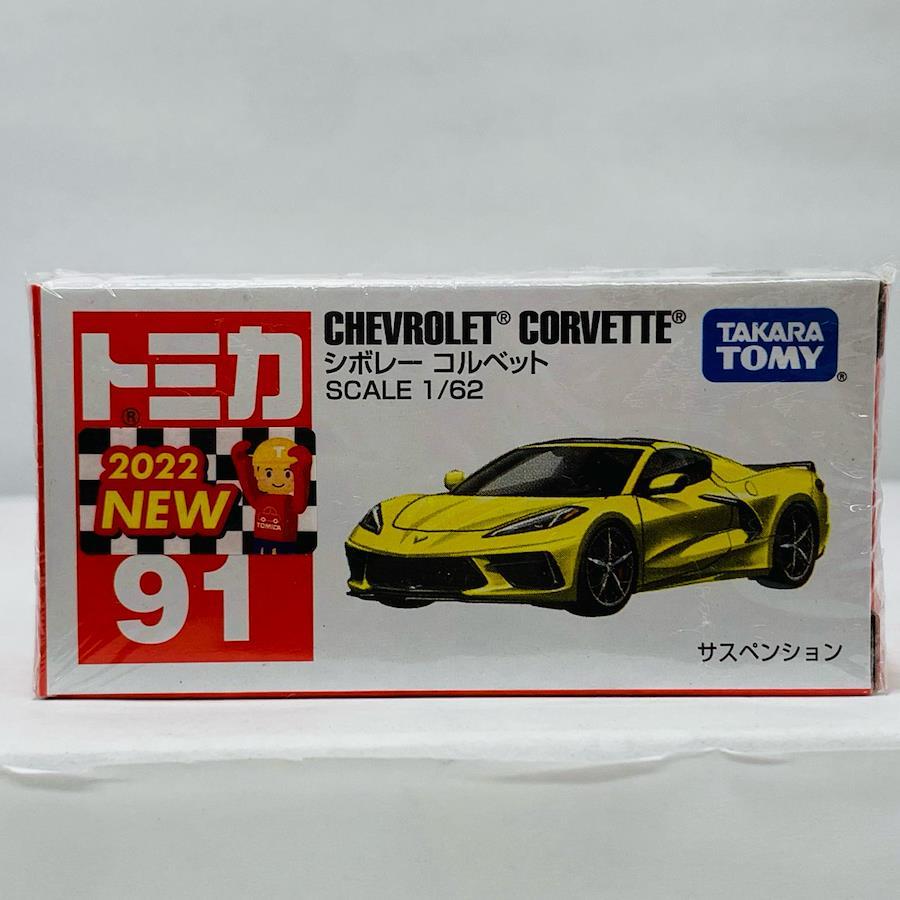 トミカ®
2022
NEW
T
TOMICA
91
CHEVROLET® CORVETTE®
シボレー コルベット
SCALE 1/62
TAKARA
TOMY®
サスペンション